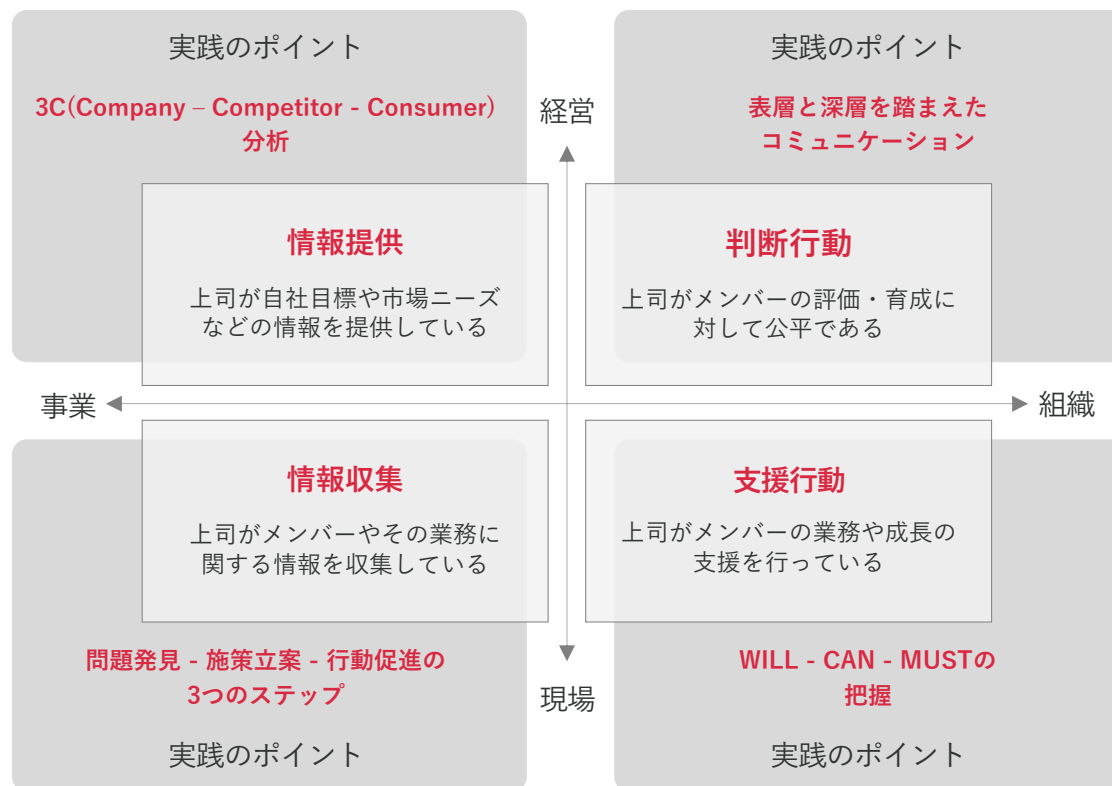 実践のポイント
3C(Company – Competitor - Consumer)
分析
情報提供
上司が自社目標や市場ニーズ
などの情報を提供している
経営
実践のポイント
表層と深層を踏まえた
コミュニケーション
判断行動
上司がメンバーの評価・育成に
対して公平である
事業
組織
情報収集
上司がメンバーやその業務に
関する情報を収集している
問題発見 - 施策立案 - 行動促進の
3つのステップ
実践のポイント
現場
支援行動
上司がメンバーの業務や成長の
支援を行っている
WILL - CAN - MUSTの
把握
実践のポイント